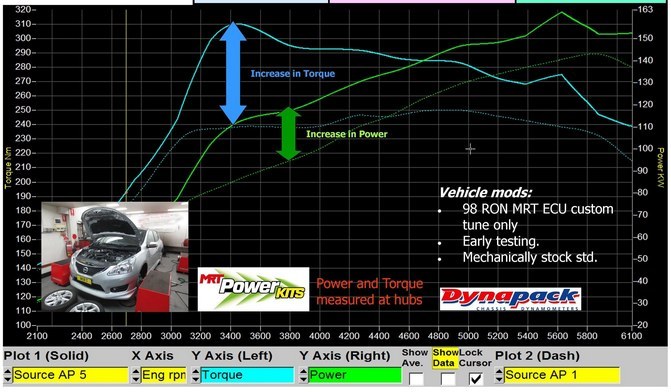 320
310
300
290
280
270
260
250
240
230
220
210
200
190
180
170
160
150
140
130
120
110
100
Torque Nm
163
150
140
130
120
110
100
90
80
70
60
50
40
30
20
Power KW
Increase in Torque
Increase in Power
Vehicle mods:
• 98 RON MRT ECU custom
tune only
• Early testing.
• Mechanically stock std.
MRT
Power
KITS
Power and Torque
measured at hubs
Dynapack
CHASSIS DYNAMOMETERS
2100 2400 2600 2800 3000 3200 3400 3600 3800 4000 4200 4400 4600 4800 5000 5200 5400 5600 5800 6100
Plot 1 (Solid) X Axis Y Axis (Left) Y Axis (Right) Show Ave. Show Data Lock Cursor Plot 2 (Dash)
Source AP 5 Eng rpm Torque Power Source AP 1